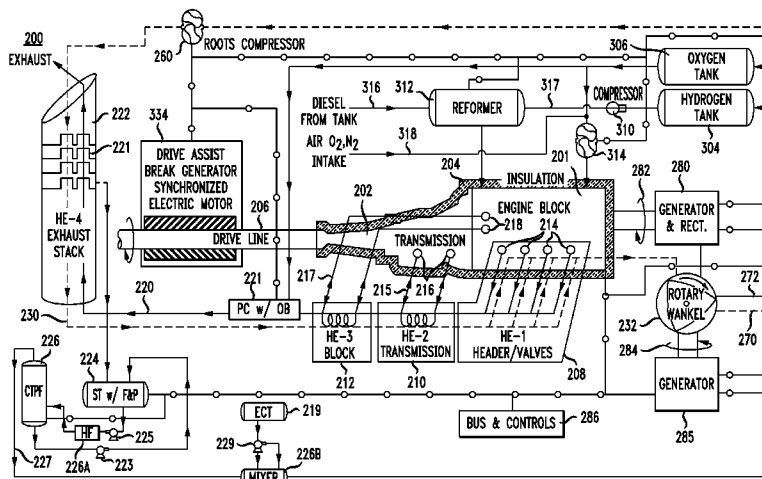 200
EXHAUST
260
ROOTS COMPRESSOR
306
OXYGEN
TANK
316
312
317
DIESEL
FROM TANK
REFORMER
COMPRESSOR
310
HYDROGEN
TANK
304
AIR O2,N2
INTAKE
318
314
222
221
334
DRIVE ASSIST
BREAK GENERATOR
SYNCHRONIZED
ELECTRIC MOTOR
206
204
INSULATION
201
282
280
202
ENGINE BLOCK
GENERATOR
& RECT.
HE-4
EXHAUST
STACK
DRIVE LINE
218
214
TRANSMISSION
217
215
216
220
221
PC w/ OB
230
HE-3
BLOCK
212
HE-2
TRANSMISSION
210
HE-1
HEADER/VALVES
208
ROTARY
WANKEL
272
232
284
270
226
CTPF
224
ST w/ F&P
HF
226A
225
223
227
ECT
219
229
226B
MIXER
BUS & CONTROLS
286
GENERATOR
285